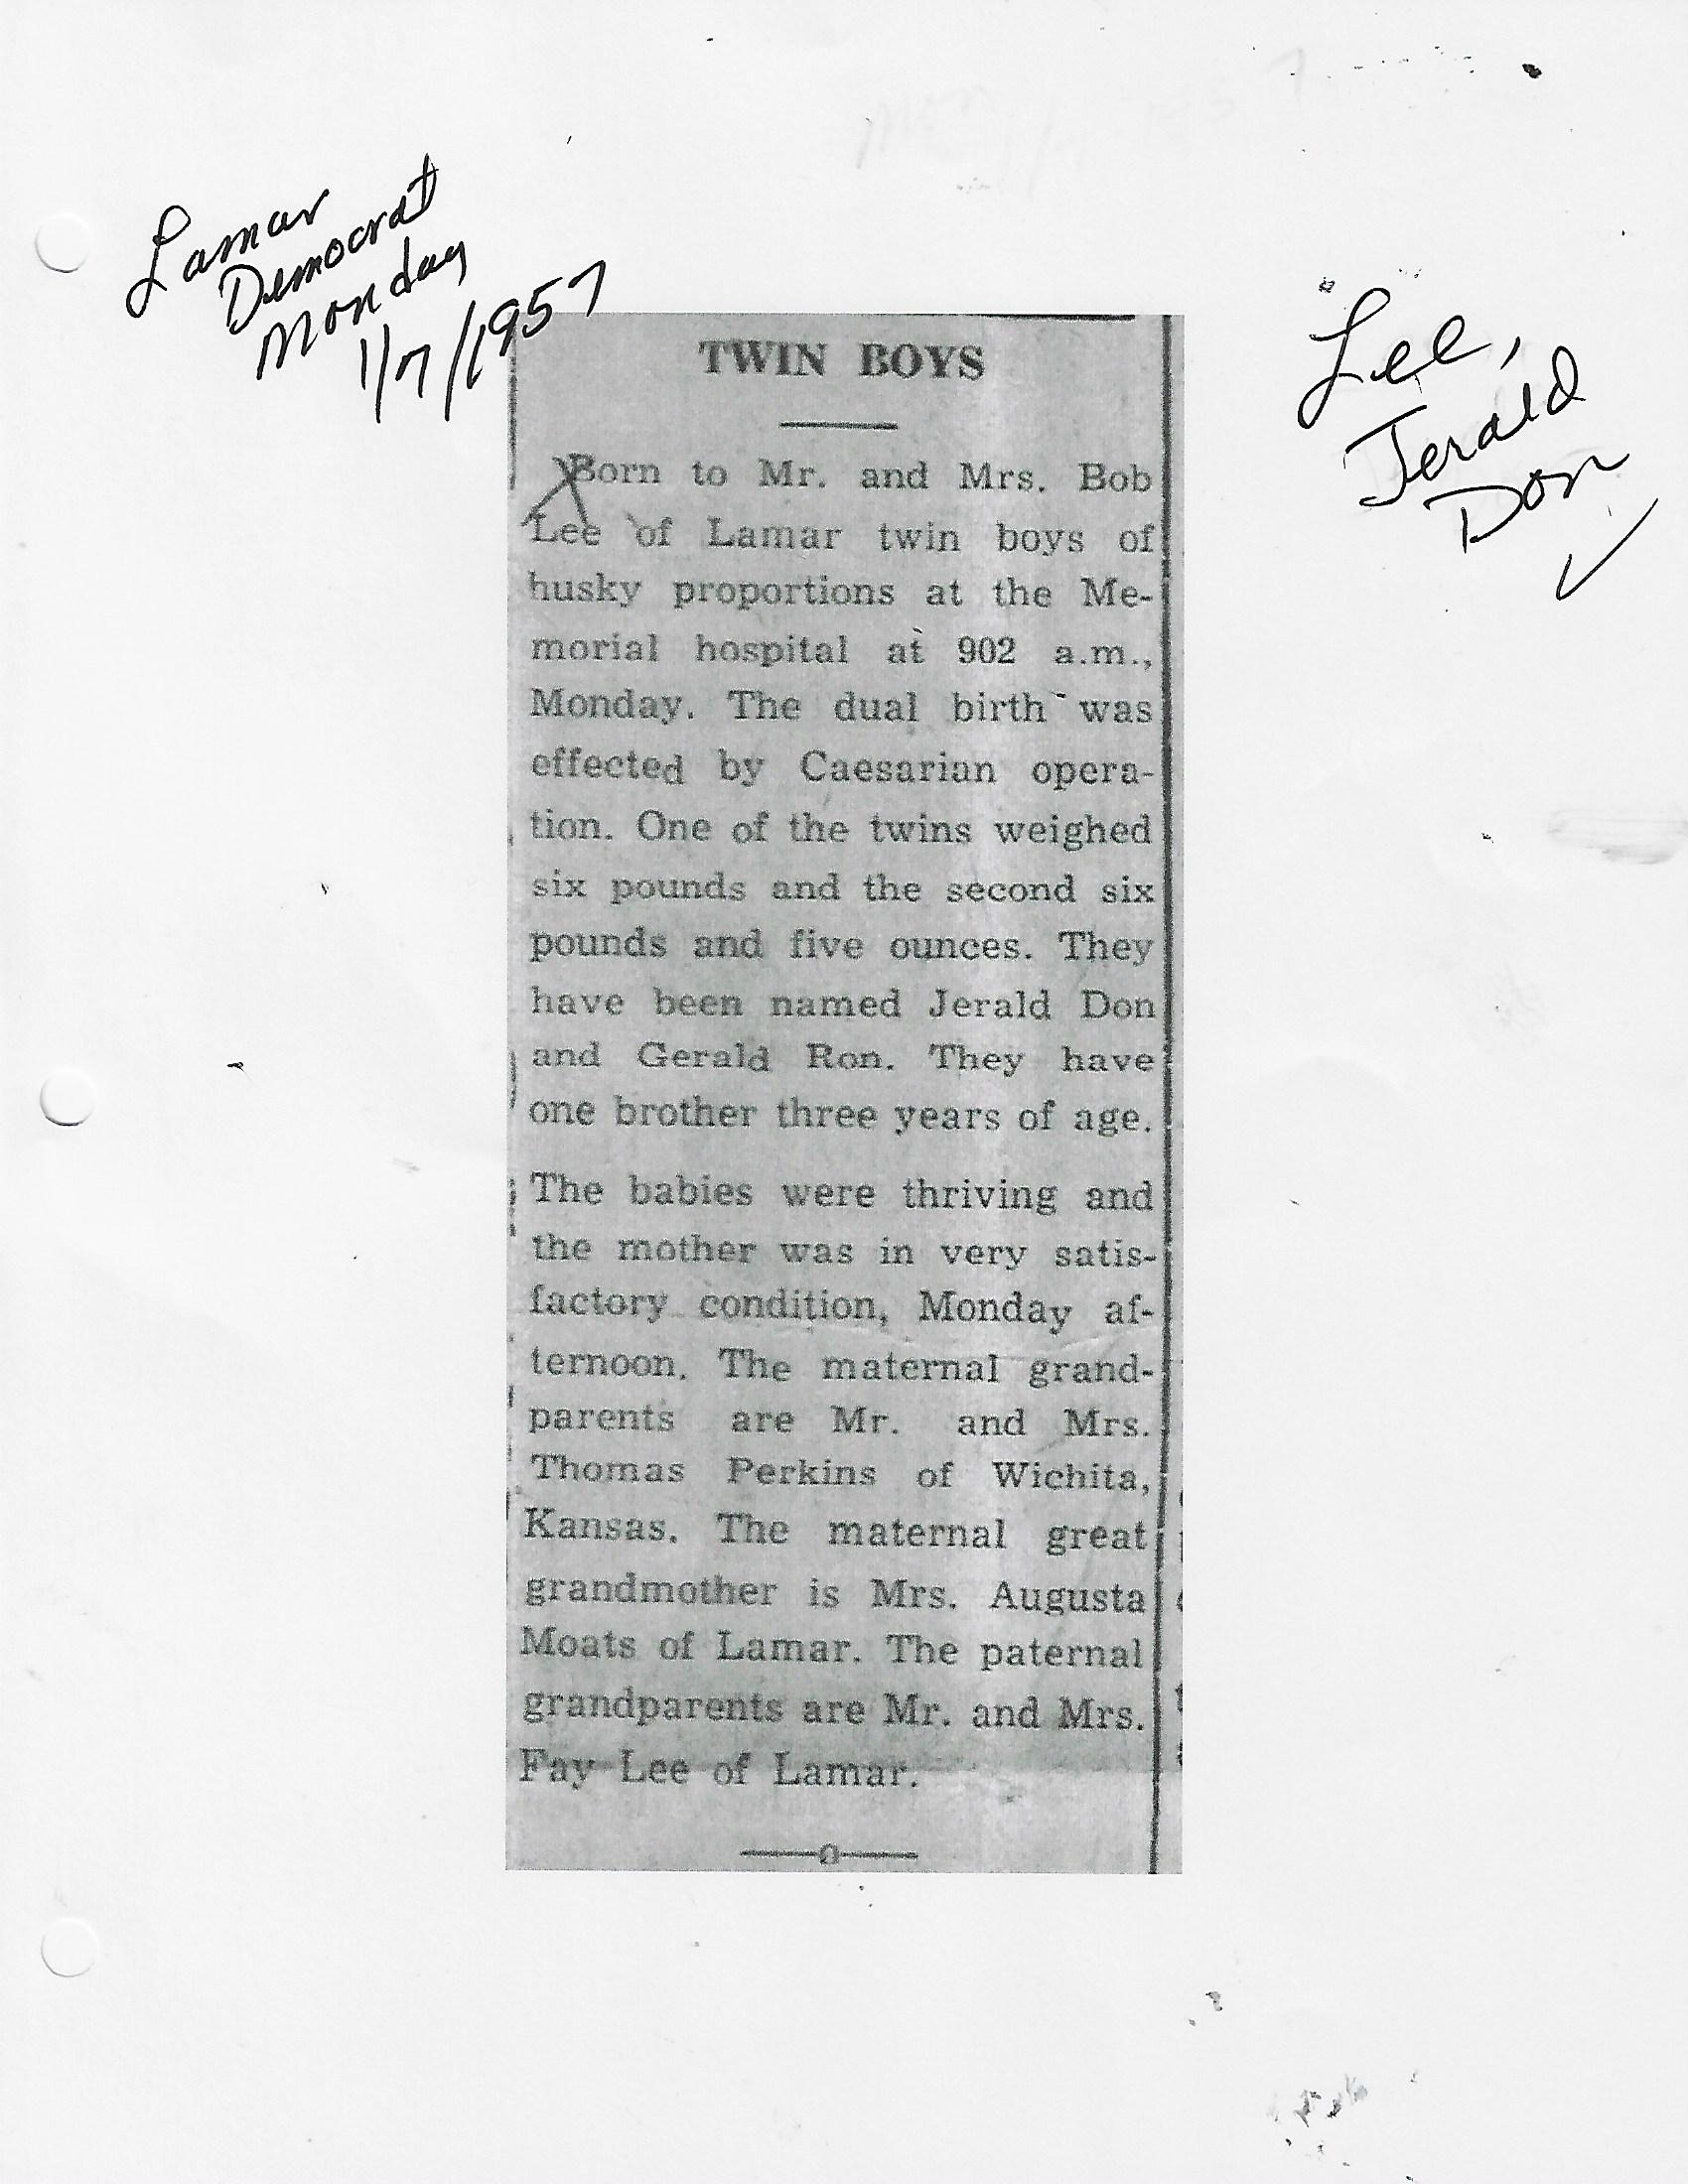 Lamar
Democrat
Monday
1/7/1957
Lee,
Jerald
Don
TWIN BOYS
Born to Mr. and Mrs. Bob
Lee of Lamar twin boys of
husky proportions at the Me-
morial hospital at 902 a.m.,
Monday. The dual birth was
effected by Caesarian opera-
tion. One of the twins weighed
six pounds and the second six
pounds and five ounces. They
have been named Jerald Don
and Gerald Ron. They have
one brother three years of age.
The babies were thriving and
the mother was in very satis-
factory condition, Monday af-
ternoon. The maternal grand-
parents are Mr. and Mrs.
Thomas Perkins of Wichita,
Kansas. The maternal great
grandmother is Mrs. Augusta
Moats of Lamar. The paternal
grandparents are Mr. and Mrs.
Fay Lee of Lamar.